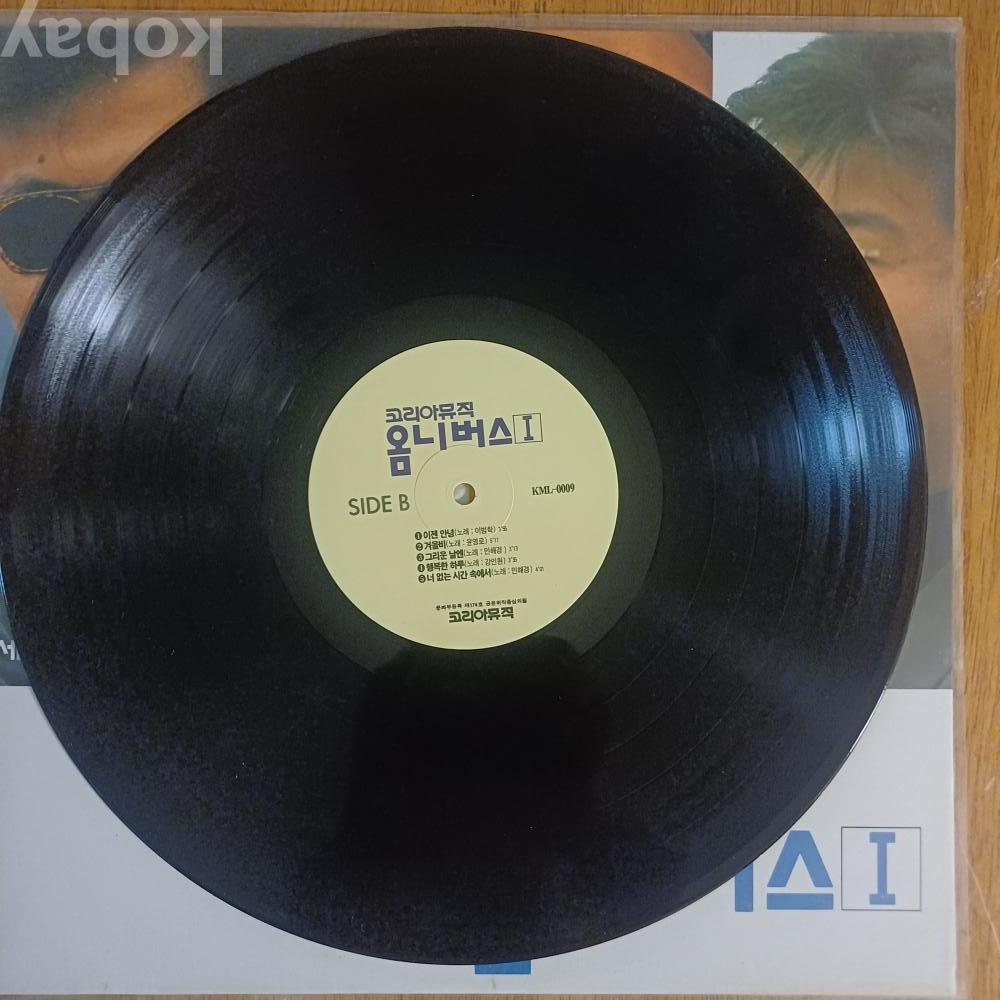 kobay
코리아뮤직
옴니버스 I
SIDE B
KML-0009
❶ 이젠 안녕(노래 : 이범학) 3'56
❷ 겨울비(노래 : 윤영로) 5'17
❸ 그리운 날엔(노래 : 민해경) 3'13
❹ 행복한 하루(노래 : 강인원) 3'35
❺ 너 없는 시간 속에서(노래 : 민해경) 4'01
코리아뮤직
세
스 I